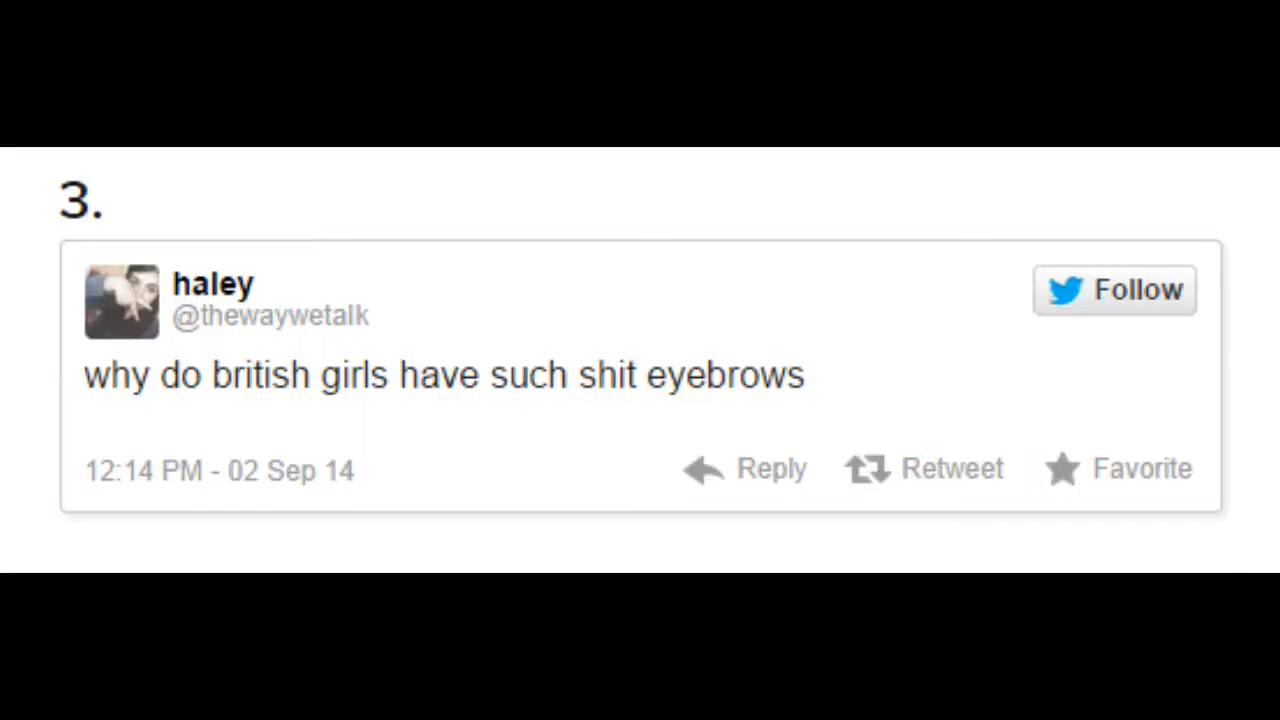 3.
haley
Follow
@thewaywetalk
why do british girls have such shit eyebrows
12:14 PM - 02 Sep 14
Reply
Retweet
Favorite